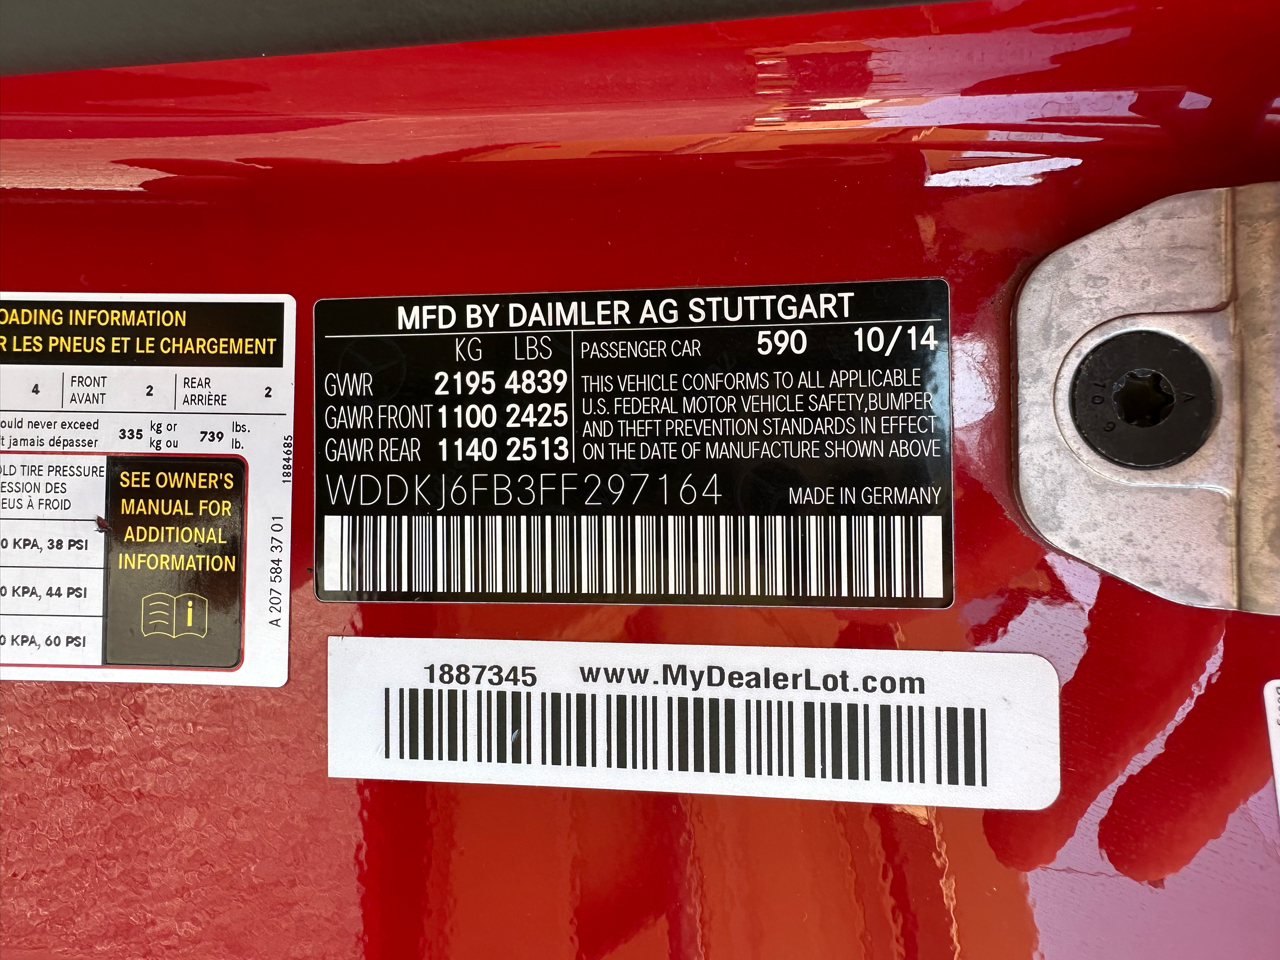 OADING INFORMATION
R LES PNEUS ET LE CHARGEMENT
4 FRONT AVANT 2 REAR ARRIÈRE 2
ould never exceed
t jamais dépasser
335 kg or
kg ou
739 lbs.
lb.
OLD TIRE PRESSURE
ESSION DES
EUS À FROID
0 KPA, 38 PSI
0 KPA, 44 PSI
0 KPA, 60 PSI
SEE OWNER'S
MANUAL FOR
ADDITIONAL
INFORMATION
i
1884685
A 207 584 37 01
MFD BY DAIMLER AG STUTTGART
KG LBS
GVWR 2195 4839
GAWR FRONT 1100 2425
GAWR REAR 1140 2513
PASSENGER CAR 590 10/14
THIS VEHICLE CONFORMS TO ALL APPLICABLE
U.S. FEDERAL MOTOR VEHICLE SAFETY,BUMPER
AND THEFT PREVENTION STANDARDS IN EFFECT
ON THE DATE OF MANUFACTURE SHOWN ABOVE
WDDKJ6FB3FF297164 MADE IN GERMANY
1887345 www.MyDealerLot.com